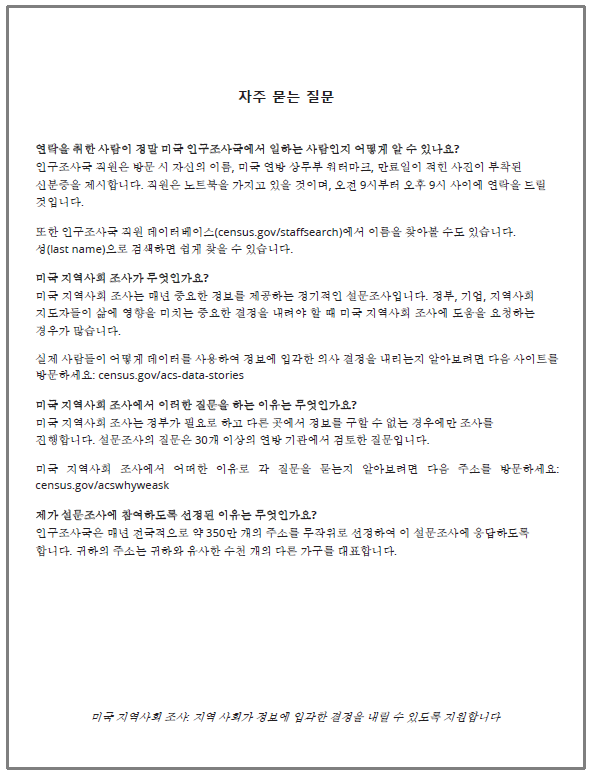 자주 묻는 질문
연락을 취한 사람이 정말 미국 인구조사국에서 일하는 사람인지 어떻게 알 수 있나요?
인구조사국 직원은 방문 시 자신의 이름, 미국 연방 상무부 워터마크, 만료일이 적힌 사진이 부착된
신분증을 제시합니다. 직원은 노트북을 가지고 있을 것이며, 오전 9시부터 오후 9시 사이에 연락을 드릴
것입니다.
또한 인구조사국 직원 데이터베이스(census.gov/staffsearch)에서 이름을 찾아볼 수도 있습니다.
성(last name)으로 검색하면 쉽게 찾을 수 있습니다.
미국 지역사회 조사가 무엇인가요?
미국 지역사회 조사는 매년 중요한 정보를 제공하는 정기적인 설문조사입니다. 정부, 기업, 지역사회
지도자들이 삶에 영향을 미치는 중요한 결정을 내려야 할 때 미국 지역사회 조사에 도움을 요청하는
경우가 많습니다.
실제 사람들이 어떻게 데이터를 사용하여 정보에 입각한 의사 결정을 내리는지 알아보려면 다음 사이트를
방문하세요: census.gov/acs-data-stories
미국 지역사회 조사에서 이러한 질문을 하는 이유는 무엇인가요?
미국 지역사회 조사는 정부가 필요로 하고 다른 곳에서 정보를 구할 수 없는 경우에만 조사를
진행합니다. 설문조사의 질문은 30개 이상의 연방 기관에서 검토한 질문입니다.
미국 지역사회 조사에서 어떠한 이유로 각 질문을 묻는지 알아보려면 다음 주소를 방문하세요:
census.gov/acswhyweask
제가 설문조사에 참여하도록 선정된 이유는 무엇인가요?
인구조사국은 매년 전국적으로 약 350만 개의 주소를 무작위로 선정하여 이 설문조사에 응답하도록
합니다. 귀하의 주소는 귀하와 유사한 수천 개의 다른 가구를 대표합니다.
미국 지역사회 조사: 지역 사회가 정보에 입각한 결정을 내릴 수 있도록 지원합니다